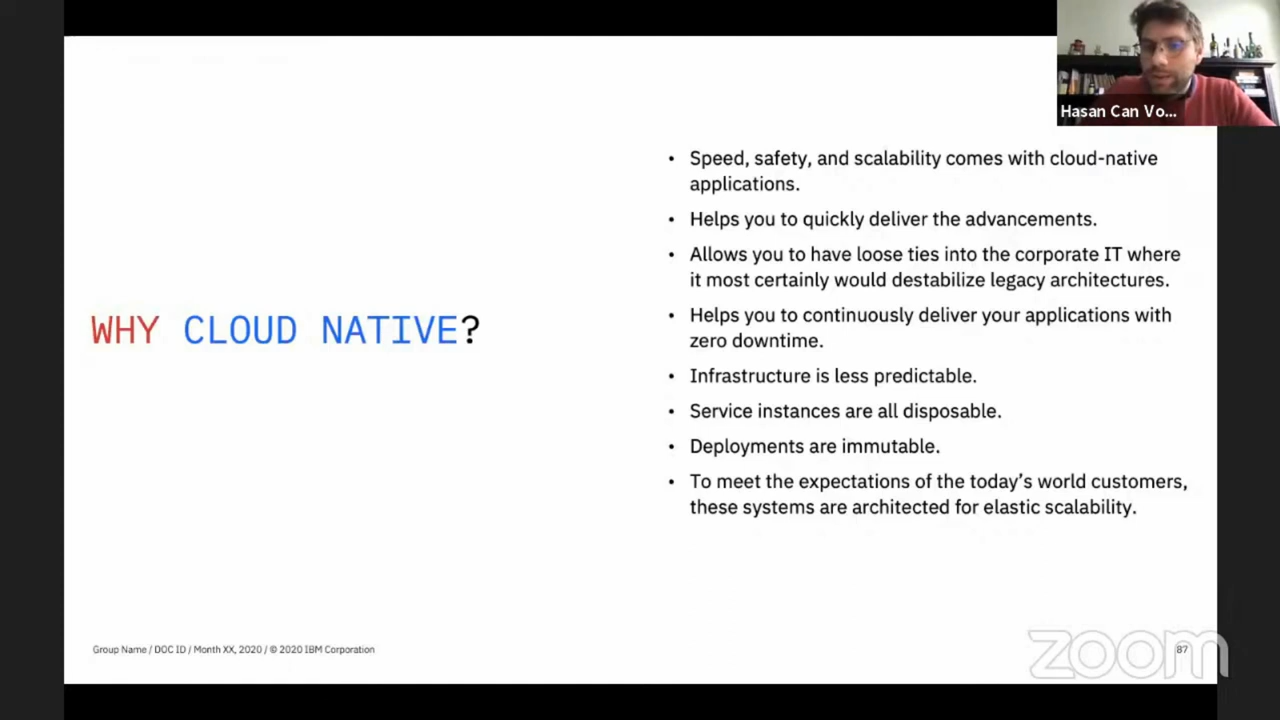 Hasan Can Vo...
WHY CLOUD NATIVE?
• Speed, safety, and scalability comes with cloud-native
applications.
• Helps you to quickly deliver the advancements.
• Allows you to have loose ties into the corporate IT where
it most certainly would destabilize legacy architectures.
• Helps you to continuously deliver your applications with
zero downtime.
• Infrastructure is less predictable.
• Service instances are all disposable.
• Deployments are immutable.
• To meet the expectations of the today's world customers,
these systems are architected for elastic scalability.
Group Name / DOC ID / Month XX, 2020 / © 2020 IBM Corporation
87
zoom